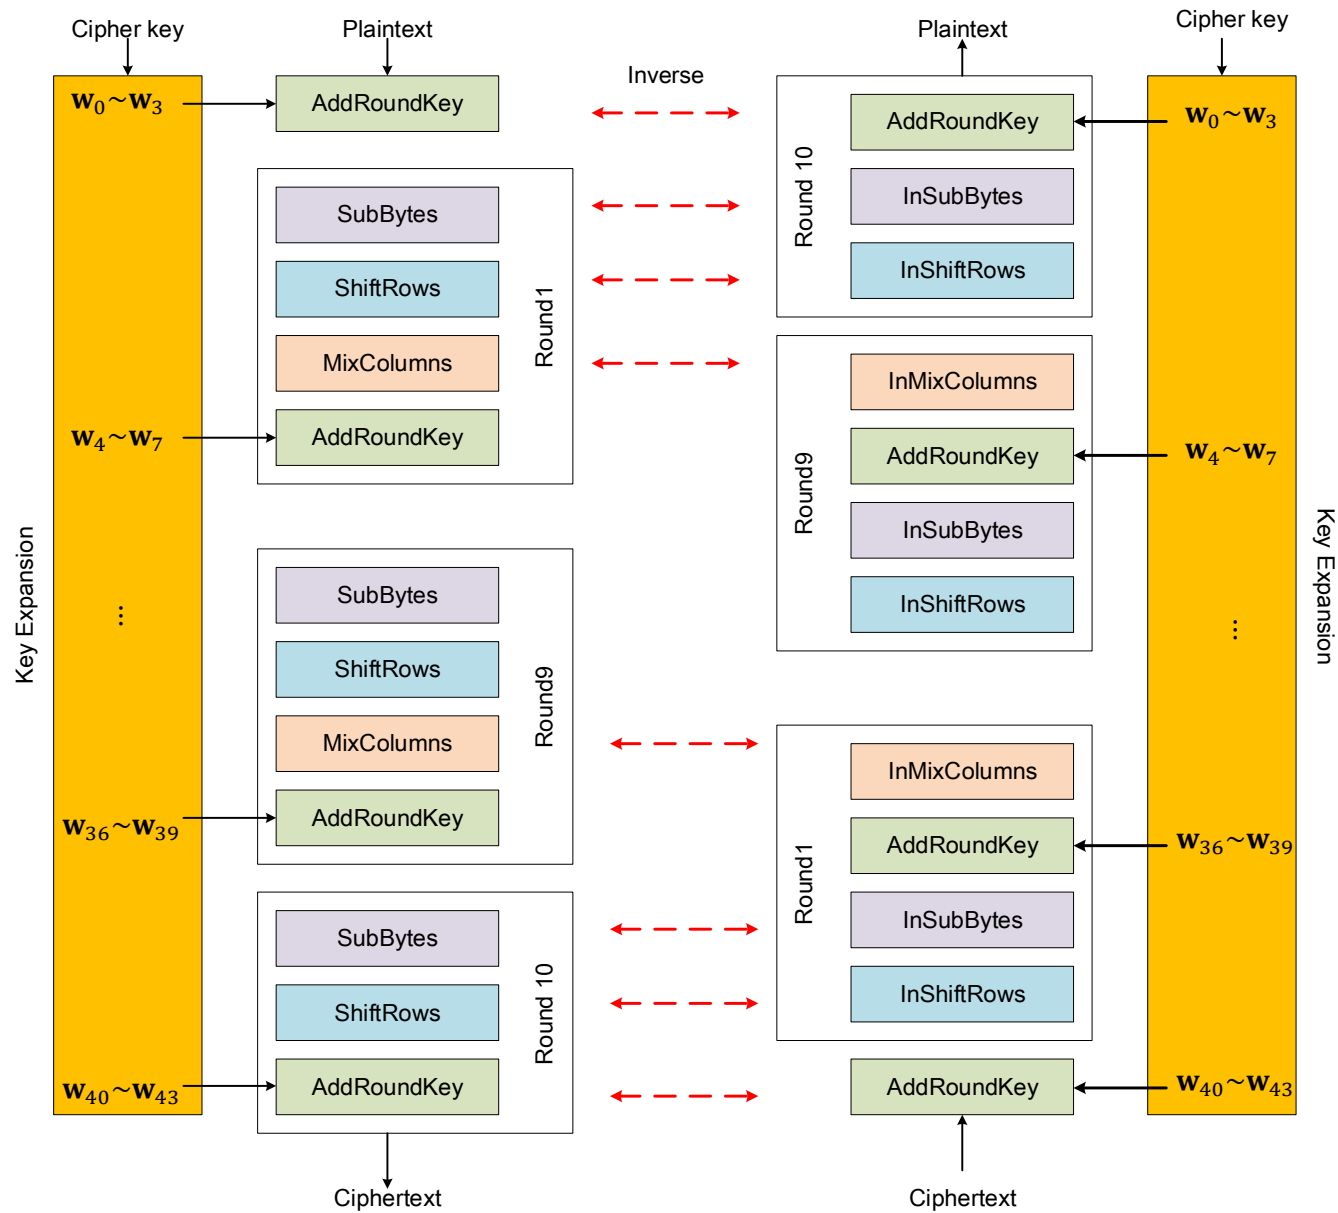 Cipher key
Plaintext
Plaintext
Cipher key
Inverse
w₀~w₃
AddRoundKey
SubBytes
ShiftRows
MixColumns
w₄~w₇
AddRoundKey
Round1
Key Expansion
⋮
SubBytes
ShiftRows
MixColumns
w₃₆~w₃₉
AddRoundKey
Round9
SubBytes
ShiftRows
w₄₀~w₄₃
AddRoundKey
Round 10
Ciphertext
AddRoundKey
w₀~w₃
InSubBytes
InShiftRows
Round 10
InMixColumns
AddRoundKey
w₄~w₇
InSubBytes
InShiftRows
Round9
⋮
Key Expansion
InMixColumns
AddRoundKey
w₃₆~w₃₉
InSubBytes
InShiftRows
Round1
AddRoundKey
w₄₀~w₄₃
Ciphertext